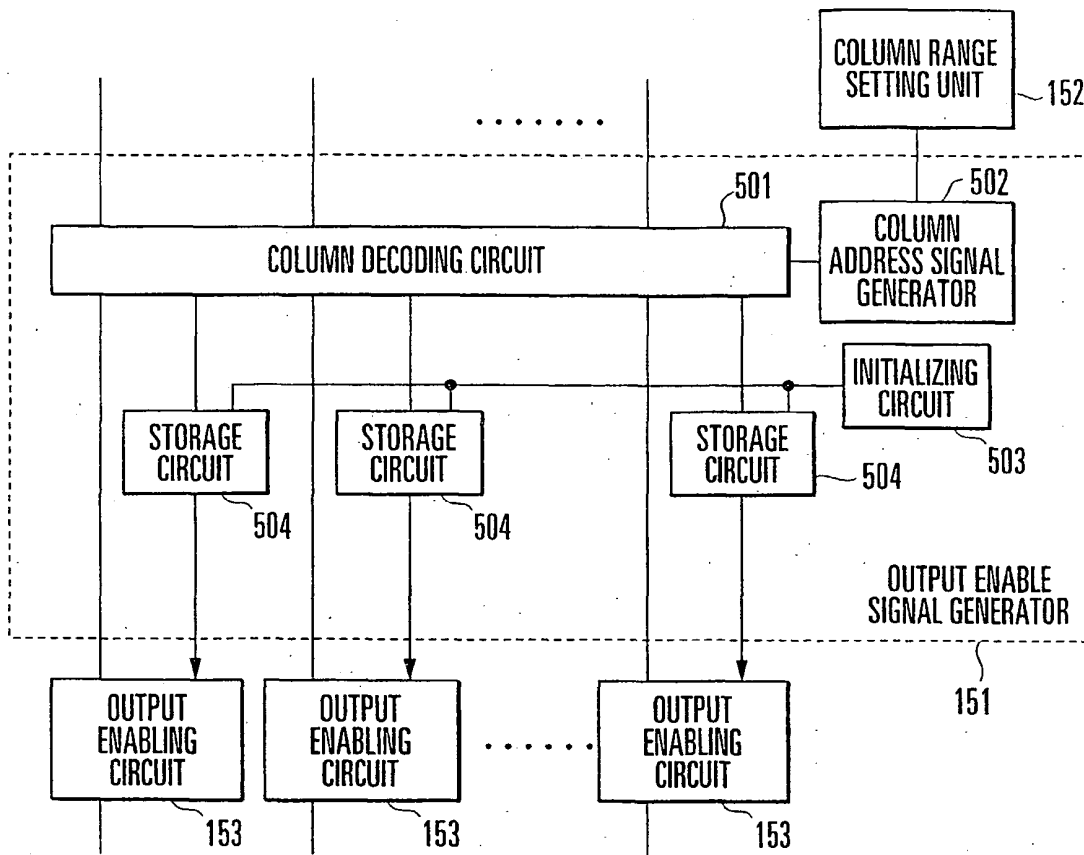 COLUMN RANGE
SETTING UNIT
152
501
502
COLUMN DECODING CIRCUIT
COLUMN
ADDRESS SIGNAL
GENERATOR
INITIALIZING
CIRCUIT
503
STORAGE
CIRCUIT
504
STORAGE
CIRCUIT
504
STORAGE
CIRCUIT
504
OUTPUT ENABLE
SIGNAL GENERATOR
151
OUTPUT
ENABLING
CIRCUIT
153
OUTPUT
ENABLING
CIRCUIT
153
OUTPUT
ENABLING
CIRCUIT
153